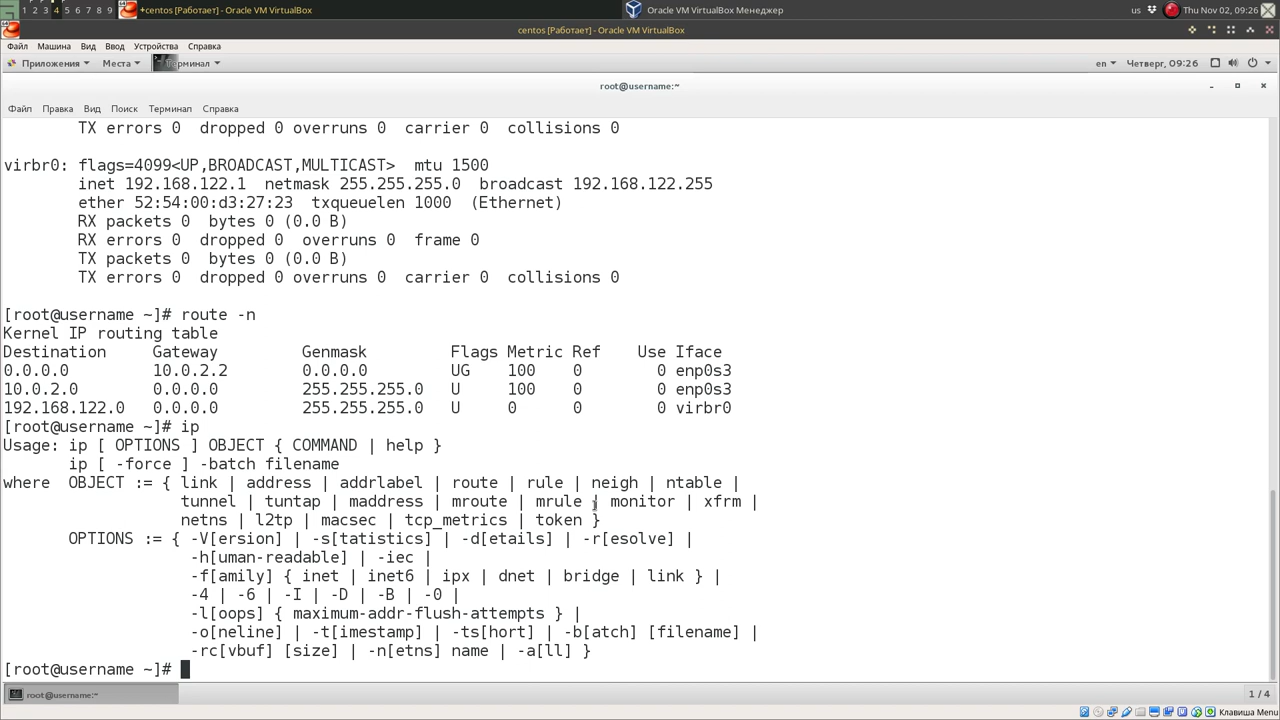 1 2 3 4 5 6 7 8 9 +centos [Работает] - Oracle VM VirtualBox Oracle VM VirtualBox Менеджер us Thu Nov 02, 09:26
centos [Работает] - Oracle VM VirtualBox
Файл Машина Вид Ввод Устройства Справка
Приложения Места Терминал en Четверг, 09:26
root@username:~
Файл Правка Вид Поиск Терминал Справка
TX errors 0 dropped 0 overruns 0 carrier 0 collisions 0
virbr0: flags=4099<UP,BROADCAST,MULTICAST> mtu 1500
inet 192.168.122.1 netmask 255.255.255.0 broadcast 192.168.122.255
ether 52:54:00:d3:27:23 txqueuelen 1000 (Ethernet)
RX packets 0 bytes 0 (0.0 B)
RX errors 0 dropped 0 overruns 0 frame 0
TX packets 0 bytes 0 (0.0 B)
TX errors 0 dropped 0 overruns 0 carrier 0 collisions 0
[root@username ~]# route -n
Kernel IP routing table
Destination Gateway Genmask Flags Metric Ref Use Iface
0.0.0.0 10.0.2.2 0.0.0.0 UG 100 0 0 enp0s3
10.0.2.0 0.0.0.0 255.255.255.0 U 100 0 0 enp0s3
192.168.122.0 0.0.0.0 255.255.255.0 U 0 0 0 virbr0
[root@username ~]# ip
Usage: ip [ OPTIONS ] OBJECT { COMMAND | help }
ip [ -force ] -batch filename
where OBJECT := { link | address | addrlabel | route | rule | neigh | ntable |
tunnel | tuntap | maddress | mroute | mrule | monitor | xfrm |
netns | l2tp | macsec | tcp_metrics | token }
OPTIONS := { -V[ersion] | -s[tatistics] | -d[etails] | -r[esolve] |
-h[uman-readable] | -iec |
-f[amily] { inet | inet6 | ipx | dnet | bridge | link } |
-4 | -6 | -I | -D | -B | -0 |
-l[oops] { maximum-addr-flush-attempts } |
-o[neline] | -t[imestamp] | -ts[hort] | -b[atch] [filename] |
-rc[vbuf] [size] | -n[etns] name | -a[ll] }
[root@username ~]#
root@username:~ 1 / 4
Клавиша Menu